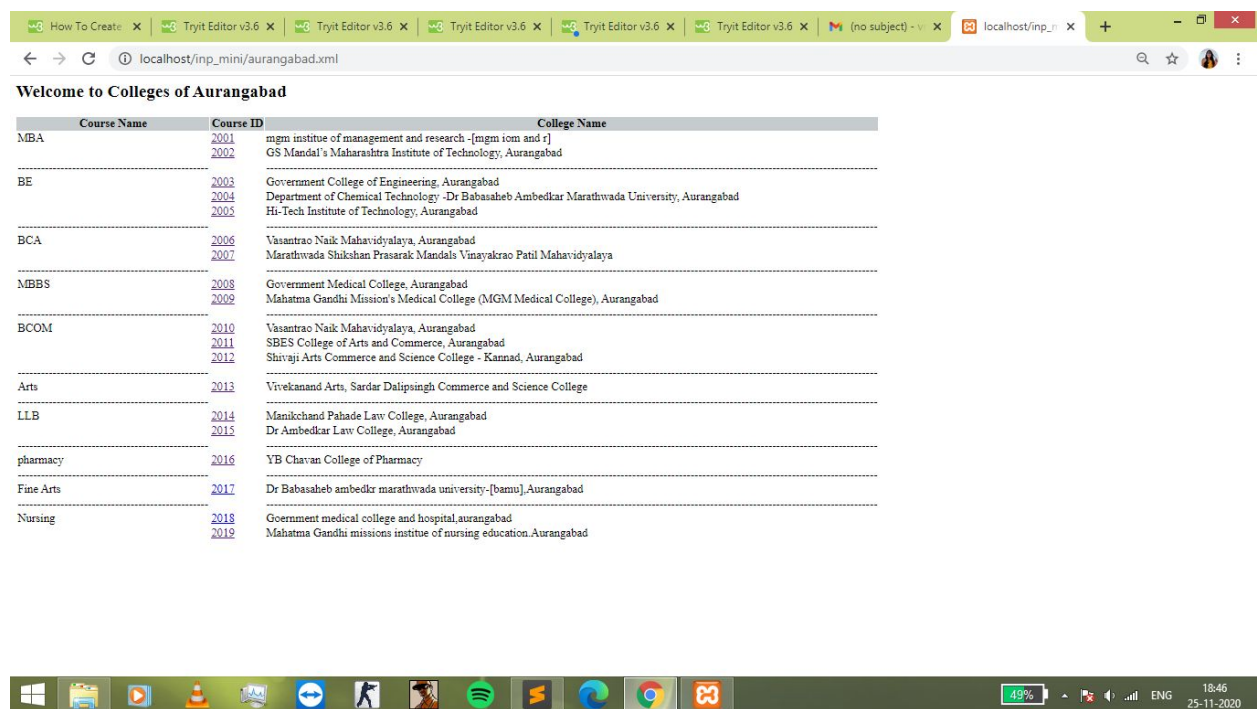 How To Create Tryit Editor v3.6 Tryit Editor v3.6 Tryit Editor v3.6 Tryit Editor v3.6 Tryit Editor v3.6 (no subject) - localhost/inp_
localhost/inp_mini/aurangabad.xml
Welcome to Colleges of Aurangabad
Course Name Course ID College Name
MBA 2001 mgm institue of management and research -[mgm iom and r]
2002 GS Mandal's Maharashtra Institute of Technology, Aurangabad
BE 2003 Government College of Engineering, Aurangabad
2004 Department of Chemical Technology -Dr Babasaheb Ambedkar Marathwada University, Aurangabad
2005 Hi-Tech Institute of Technology, Aurangabad
BCA 2006 Vasantrao Naik Mahavidyalaya, Aurangabad
2007 Marathwada Shikshan Prasarak Mandals Vinayakrao Patil Mahavidyalaya
MBBS 2008 Government Medical College, Aurangabad
2009 Mahatma Gandhi Mission's Medical College (MGM Medical College), Aurangabad
BCOM 2010 Vasantrao Naik Mahavidyalaya, Aurangabad
2011 SBES College of Arts and Commerce, Aurangabad
2012 Shivaji Arts Commerce and Science College - Kannad, Aurangabad
Arts 2013 Vivekanand Arts, Sardar Dalipsingh Commerce and Science College
LLB 2014 Manikchand Pahade Law College, Aurangabad
2015 Dr Ambedkar Law College, Aurangabad
pharmacy 2016 YB Chavan College of Pharmacy
Fine Arts 2017 Dr Babasaheb ambedkr marathwada university-[bamu],Aurangabad
Nursing 2018 Goernment medical college and hospital,aurangabad
2019 Mahatma Gandhi missions institue of nursing education.Aurangabad
49% ENG 18:46
25-11-2020